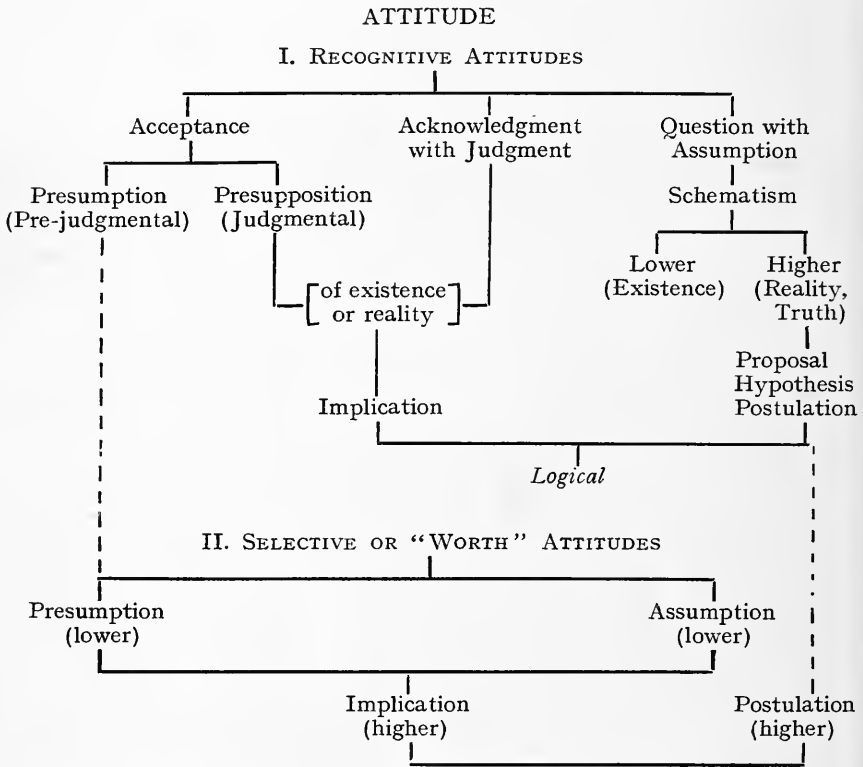 ATTITUDE
I. RECOGNITIVE ATTITUDES
Acceptance
Acknowledgment
with Judgment
Question with
Assumption
Presumption
(Pre-judgmental)
Presupposition
(Judgmental)
Schematism
[of existence
or reality]
Lower
(Existence)
Higher
(Reality,
Truth)
Proposal
Hypothesis
Postulation
Implication
Logical
II. SELECTIVE OR "WORTH" ATTITUDES
Presumption
(lower)
Assumption
(lower)
Implication
(higher)
Postulation
(higher)